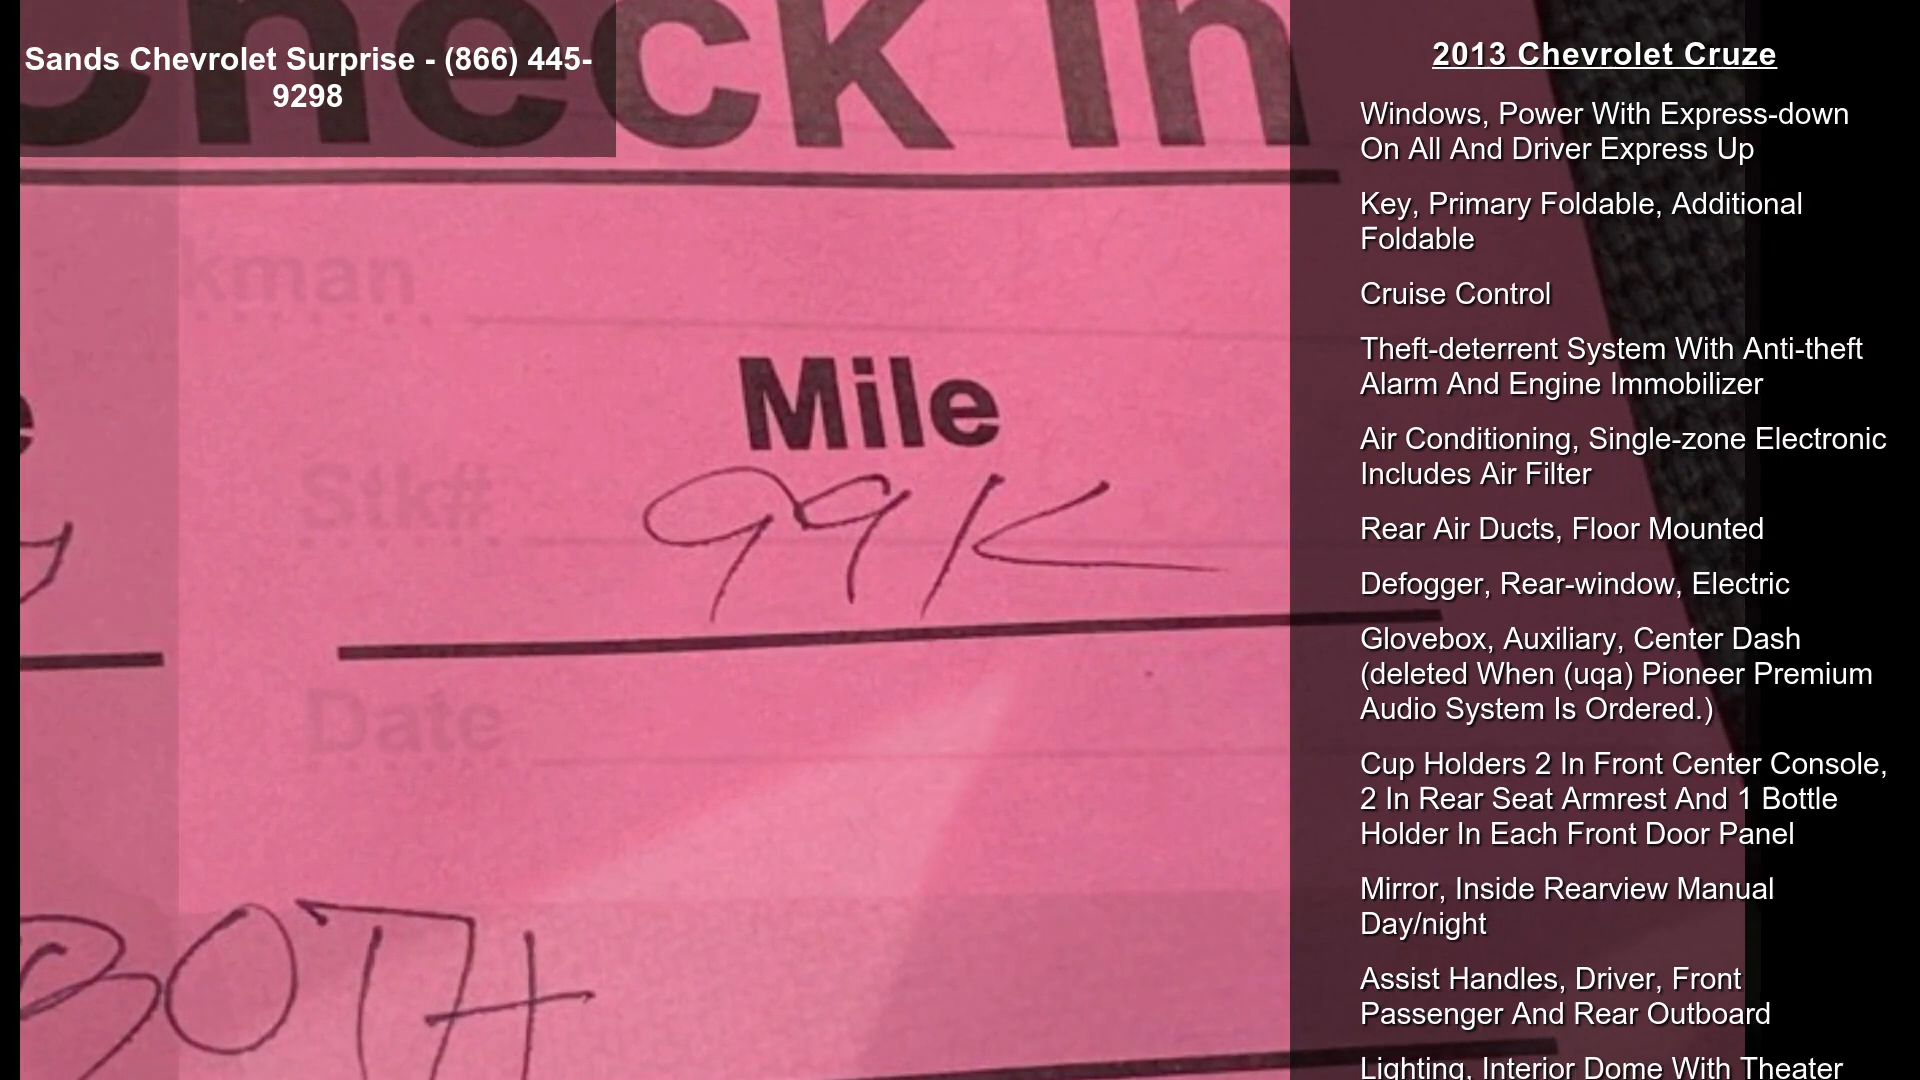 Sands Chevrolet Surprise - (866) 445-
9298
Check In
kman
Mile
Stk#
99K
Date
BOTH
2013 Chevrolet Cruze
Windows, Power With Express-down
On All And Driver Express Up
Key, Primary Foldable, Additional
Foldable
Cruise Control
Theft-deterrent System With Anti-theft
Alarm And Engine Immobilizer
Air Conditioning, Single-zone Electronic
Includes Air Filter
Rear Air Ducts, Floor Mounted
Defogger, Rear-window, Electric
Glovebox, Auxiliary, Center Dash
(deleted When (uqa) Pioneer Premium
Audio System Is Ordered.)
Cup Holders 2 In Front Center Console,
2 In Rear Seat Armrest And 1 Bottle
Holder In Each Front Door Panel
Mirror, Inside Rearview Manual
Day/night
Assist Handles, Driver, Front
Passenger And Rear Outboard
Lighting, Interior Dome With Theater